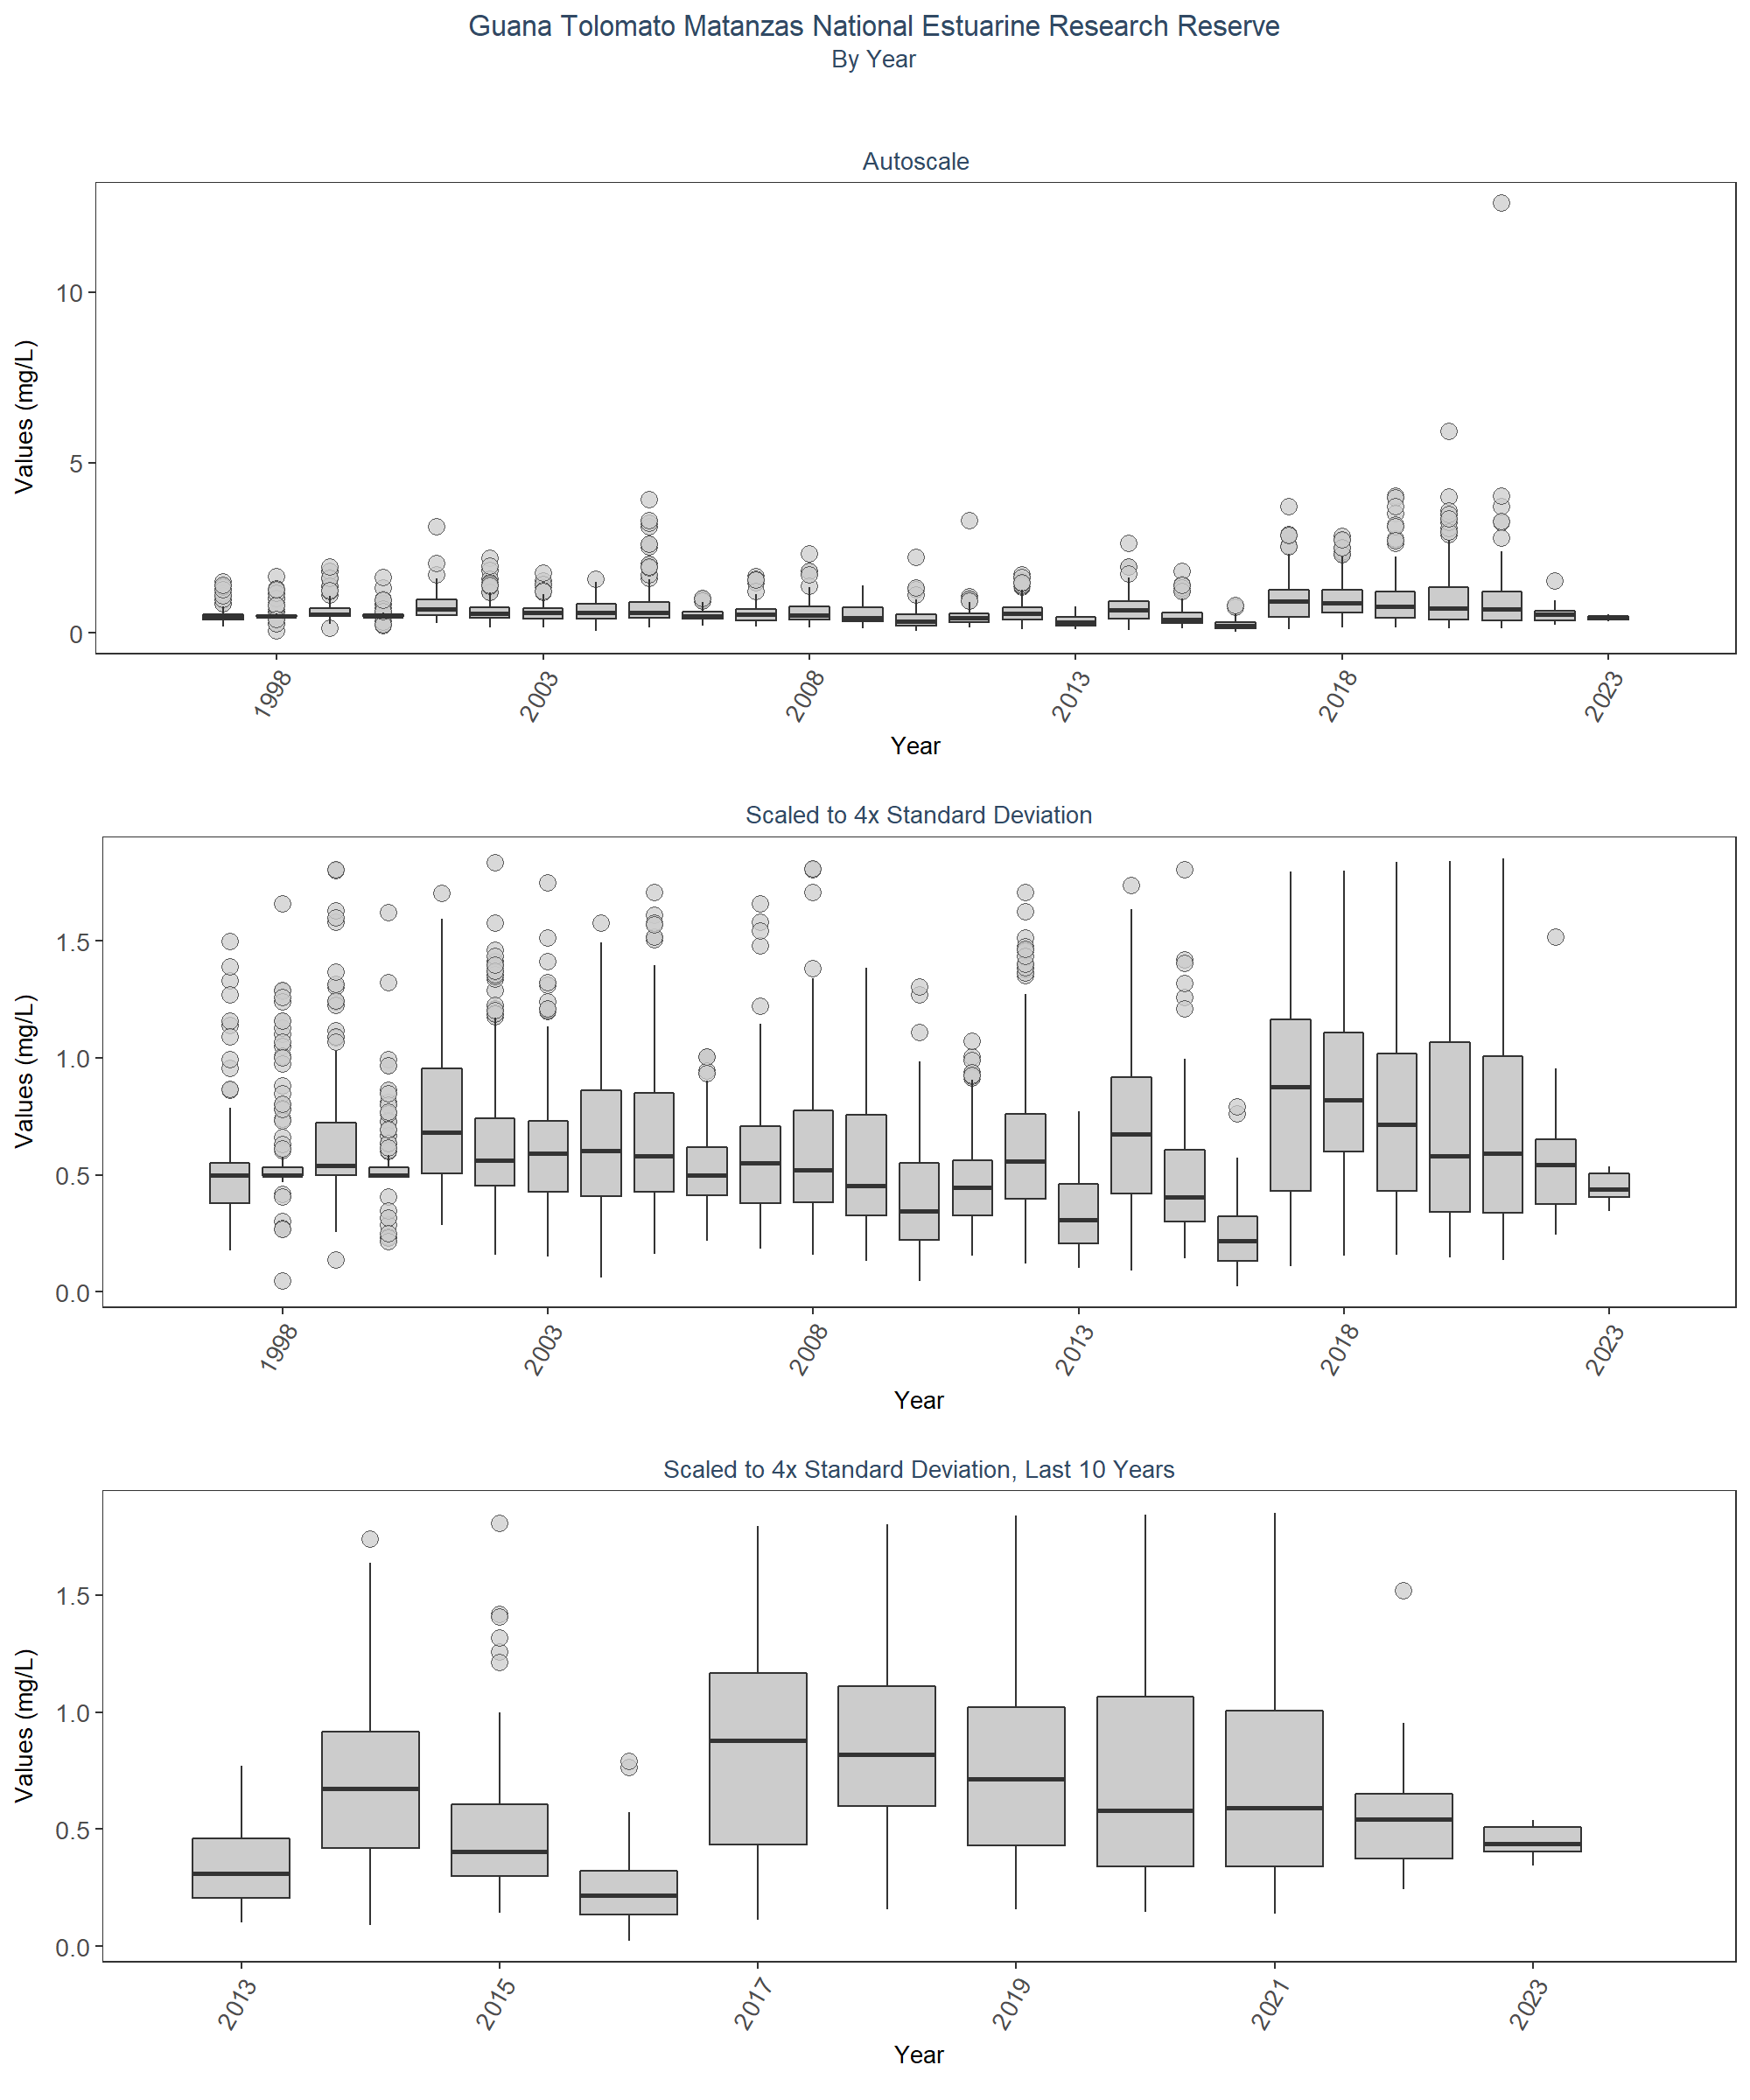 Guana Tolomato Matanzas National Estuarine Research Reserve
By Year
Autoscale
Values (mg/L)
10
5
0
1998 2003 2008 2013 2018 2023
Year
Scaled to 4x Standard Deviation
Values (mg/L)
1.5
1.0
0.5
0.0
1998 2003 2008 2013 2018 2023
Year
Scaled to 4x Standard Deviation, Last 10 Years
Values (mg/L)
1.5
1.0
0.5
0.0
2013 2015 2017 2019 2021 2023
Year